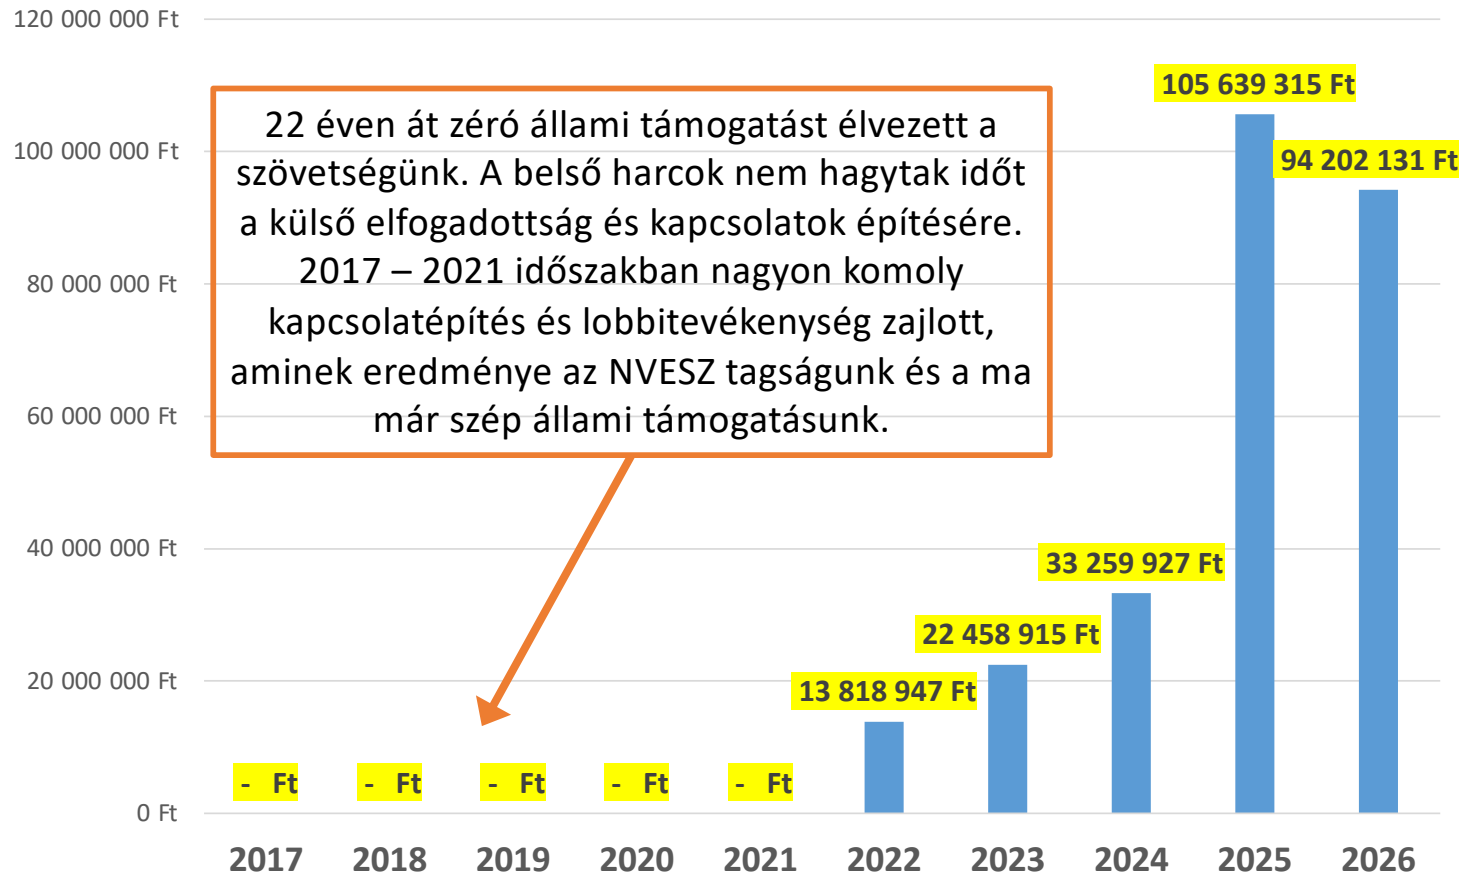 120 000 000 Ft
100 000 000 Ft
80 000 000 Ft
60 000 000 Ft
40 000 000 Ft
20 000 000 Ft
0 Ft
22 éven át zéró állami támogatást élvezett a
szövetségünk. A belső harcok nem hagytak időt
a külső elfogadottság és kapcsolatok építésére.
2017 – 2021 időszakban nagyon komoly
kapcsolatépítés és lobbitevékenység zajlott,
aminek eredménye az NVESZ tagságunk és a ma
már szép állami támogatásunk.
- Ft
- Ft
- Ft
- Ft
- Ft
13 818 947 Ft
22 458 915 Ft
33 259 927 Ft
105 639 315 Ft
94 202 131 Ft
2017 2018 2019 2020 2021 2022 2023 2024 2025 2026